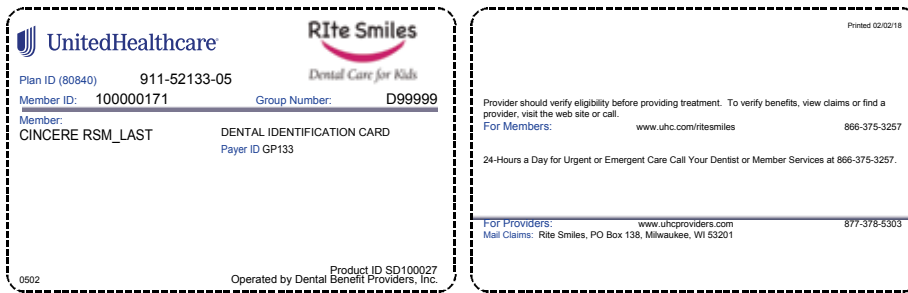 UnitedHealthcare®
RIte Smiles
Dental Care for Kids
Plan ID (80840) 911-52133-05
Member ID: 100000171 Group Number: D99999
Member:
CINCERE RSM_LAST
DENTAL IDENTIFICATION CARD
Payer ID GP133
Product ID SD100027
0502 Operated by Dental Benefit Providers, Inc.
Printed 02/02/18
Provider should verify eligibility before providing treatment. To verify benefits, view claims or find a
provider, visit the web site or call.
For Members: www.uhc.com/ritesmiles 866-375-3257
24-Hours a Day for Urgent or Emergent Care Call Your Dentist or Member Services at 866-375-3257.
For Providers: www.uhcproviders.com 877-378-5303
Mail Claims: Rite Smiles, PO Box 138, Milwaukee, WI 53201